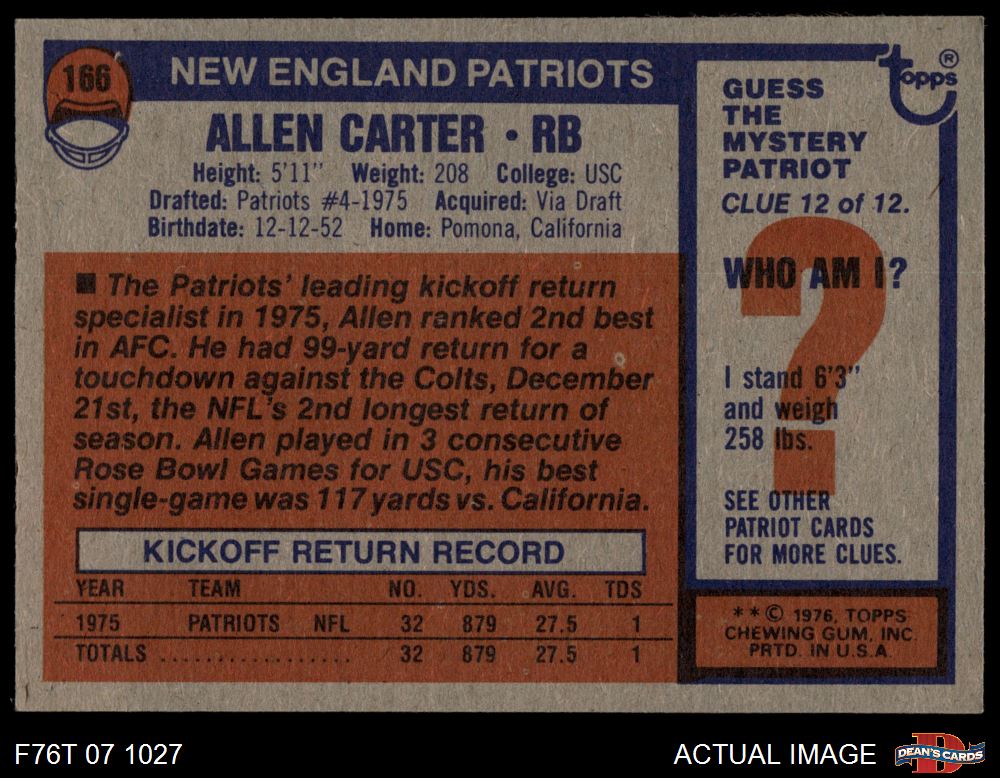 166
NEW ENGLAND PATRIOTS
ALLEN CARTER • RB
Height: 5'11" Weight: 208 College: USC
Drafted: Patriots #4-1975 Acquired: Via Draft
Birthdate: 12-12-52 Home: Pomona, California
■ The Patriots' leading kickoff return
specialist in 1975, Allen ranked 2nd best
in AFC. He had 99-yard return for a
touchdown against the Colts, December
21st, the NFL's 2nd longest return of
season. Allen played in 3 consecutive
Rose Bowl Games for USC, his best
single-game was 117 yards vs. California.
KICKOFF RETURN RECORD
YEAR TEAM NO. YDS. AVG. TDS
1975 PATRIOTS NFL 32 879 27.5 1
TOTALS .................. 32 879 27.5 1
topps ®
GUESS
THE
MYSTERY
PATRIOT
CLUE 12 of 12.
WHO AM I?
?
I stand 6'3"
and weigh
258 lbs.
SEE OTHER
PATRIOT CARDS
FOR MORE CLUES.
**© 1976, TOPPS
CHEWING GUM, INC.
PRTD. IN U.S.A.
F76T 07 1027
ACTUAL IMAGE
D
DEAN'S CARDS